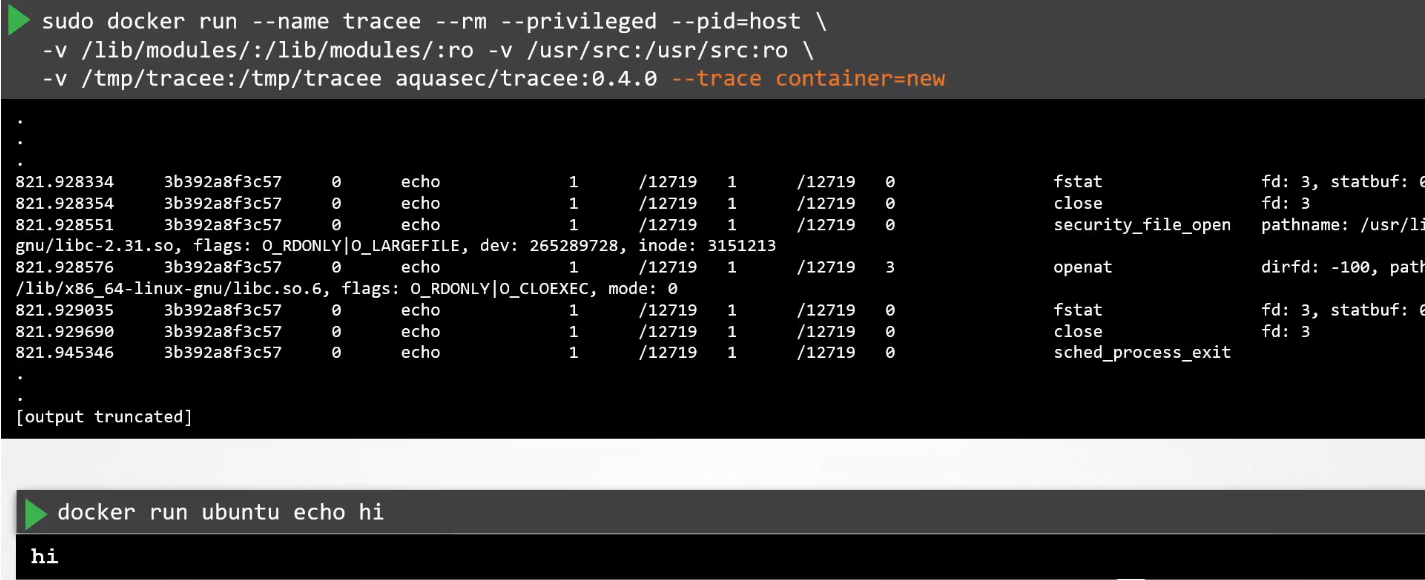 sudo docker run --name tracee --rm --privileged --pid=host \
-v /lib/modules/:/lib/modules/:ro -v /usr/src:/usr/src:ro \
-v /tmp/tracee:/tmp/tracee aquasec/tracee:0.4.0 --trace container=new
.
.
.
821.928334 3b392a8f3c57 0 echo 1 /12719 1 /12719 0 fstat fd: 3, statbuf: 0
821.928354 3b392a8f3c57 0 echo 1 /12719 1 /12719 0 close fd: 3
821.928551 3b392a8f3c57 0 echo 1 /12719 1 /12719 0 security_file_open pathname: /usr/li
gnu/libc-2.31.so, flags: O_RDONLY|O_LARGEFILE, dev: 265289728, inode: 3151213
821.928576 3b392a8f3c57 0 echo 1 /12719 1 /12719 3 openat dirfd: -100, path
/lib/x86_64-linux-gnu/libc.so.6, flags: O_RDONLY|O_CLOEXEC, mode: 0
821.929035 3b392a8f3c57 0 echo 1 /12719 1 /12719 0 fstat fd: 3, statbuf: 0
821.929690 3b392a8f3c57 0 echo 1 /12719 1 /12719 0 close fd: 3
821.945346 3b392a8f3c57 0 echo 1 /12719 1 /12719 0 sched_process_exit
.
.
[output truncated]
docker run ubuntu echo hi
hi